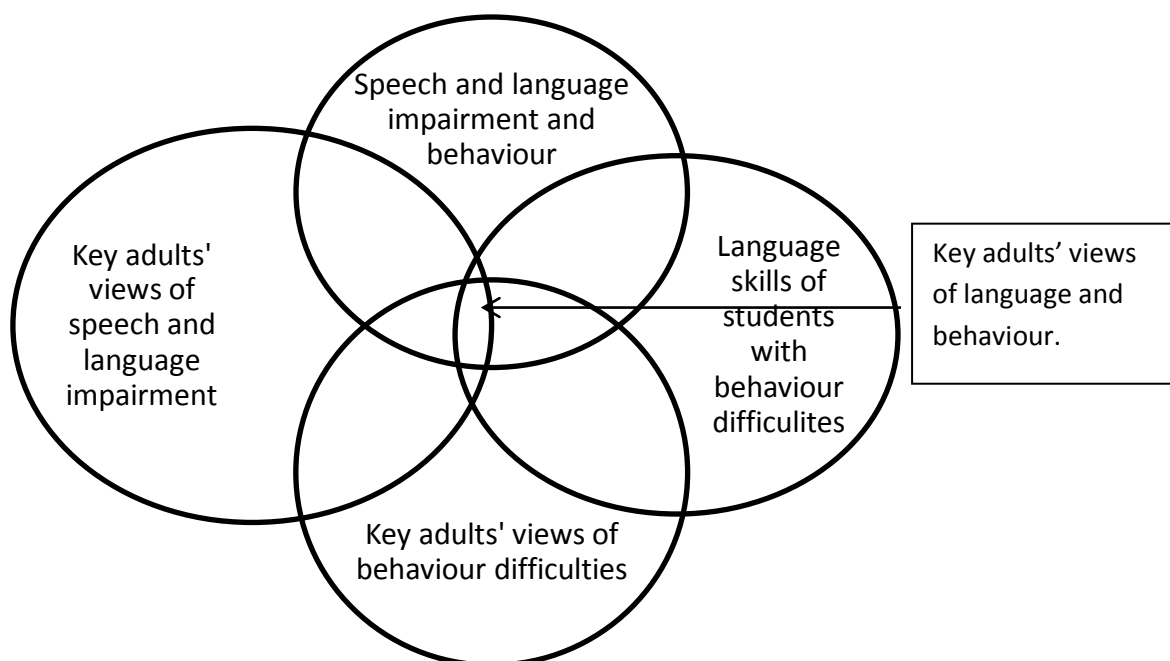 Speech and language
impairment and
behaviour
Key adults'
views of
speech and
language
impairment
Language
skills of
students
with
behaviour
difficulites
Key adults’ views
of language and
behaviour.
Key adults' views of
behaviour difficulties